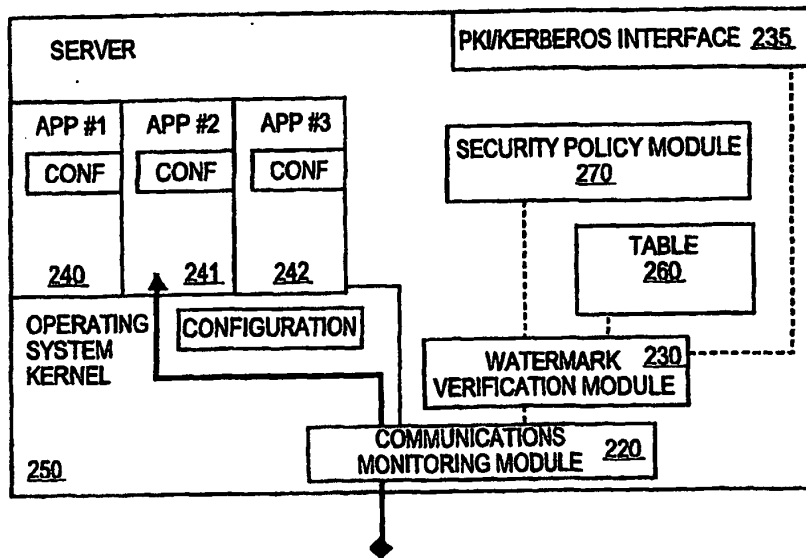 SERVER
PKI/KERBEROS INTERFACE 235
APP #1
CONF
240
APP #2
CONF
241
APP #3
CONF
242
SECURITY POLICY MODULE
270
TABLE
260
OPERATING
SYSTEM
KERNEL
250
CONFIGURATION
WATERMARK 230
VERIFICATION MODULE
COMMUNICATIONS
MONITORING MODULE 220